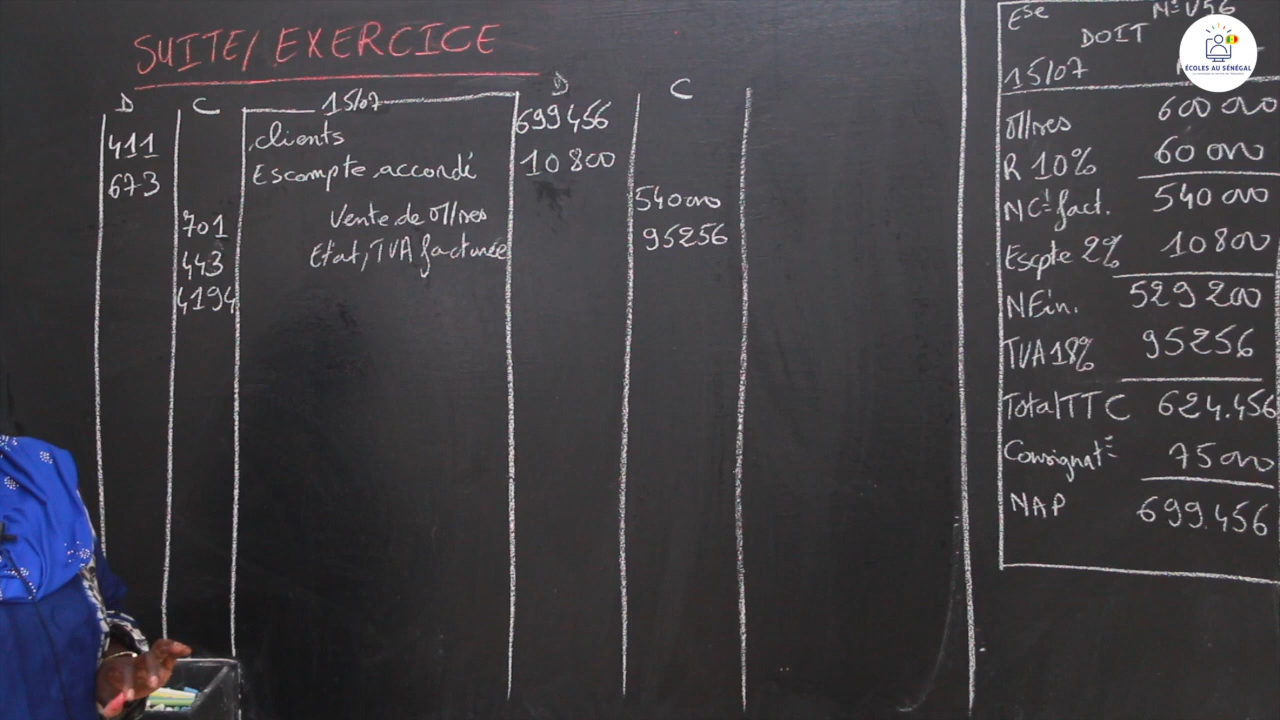 SUITE/ EXERCICE
D C 15/07 D C
411 clients 699 456
673 Escompte accordé 10 800
701 Vente de M/ses 540 000
443 Etat, TVA facturée 95256
4194
Ese N° V56
DOIT
15/07
M/ses 600 000
R 10% 60 000
NC fact. 540 000
Escpte 2% 10 800
NFin. 529 200
TVA 18% 95256
Total TTC 624.456
Consignat° 75 000
NAP 699.456
ÉCOLES AU SÉNÉGAL